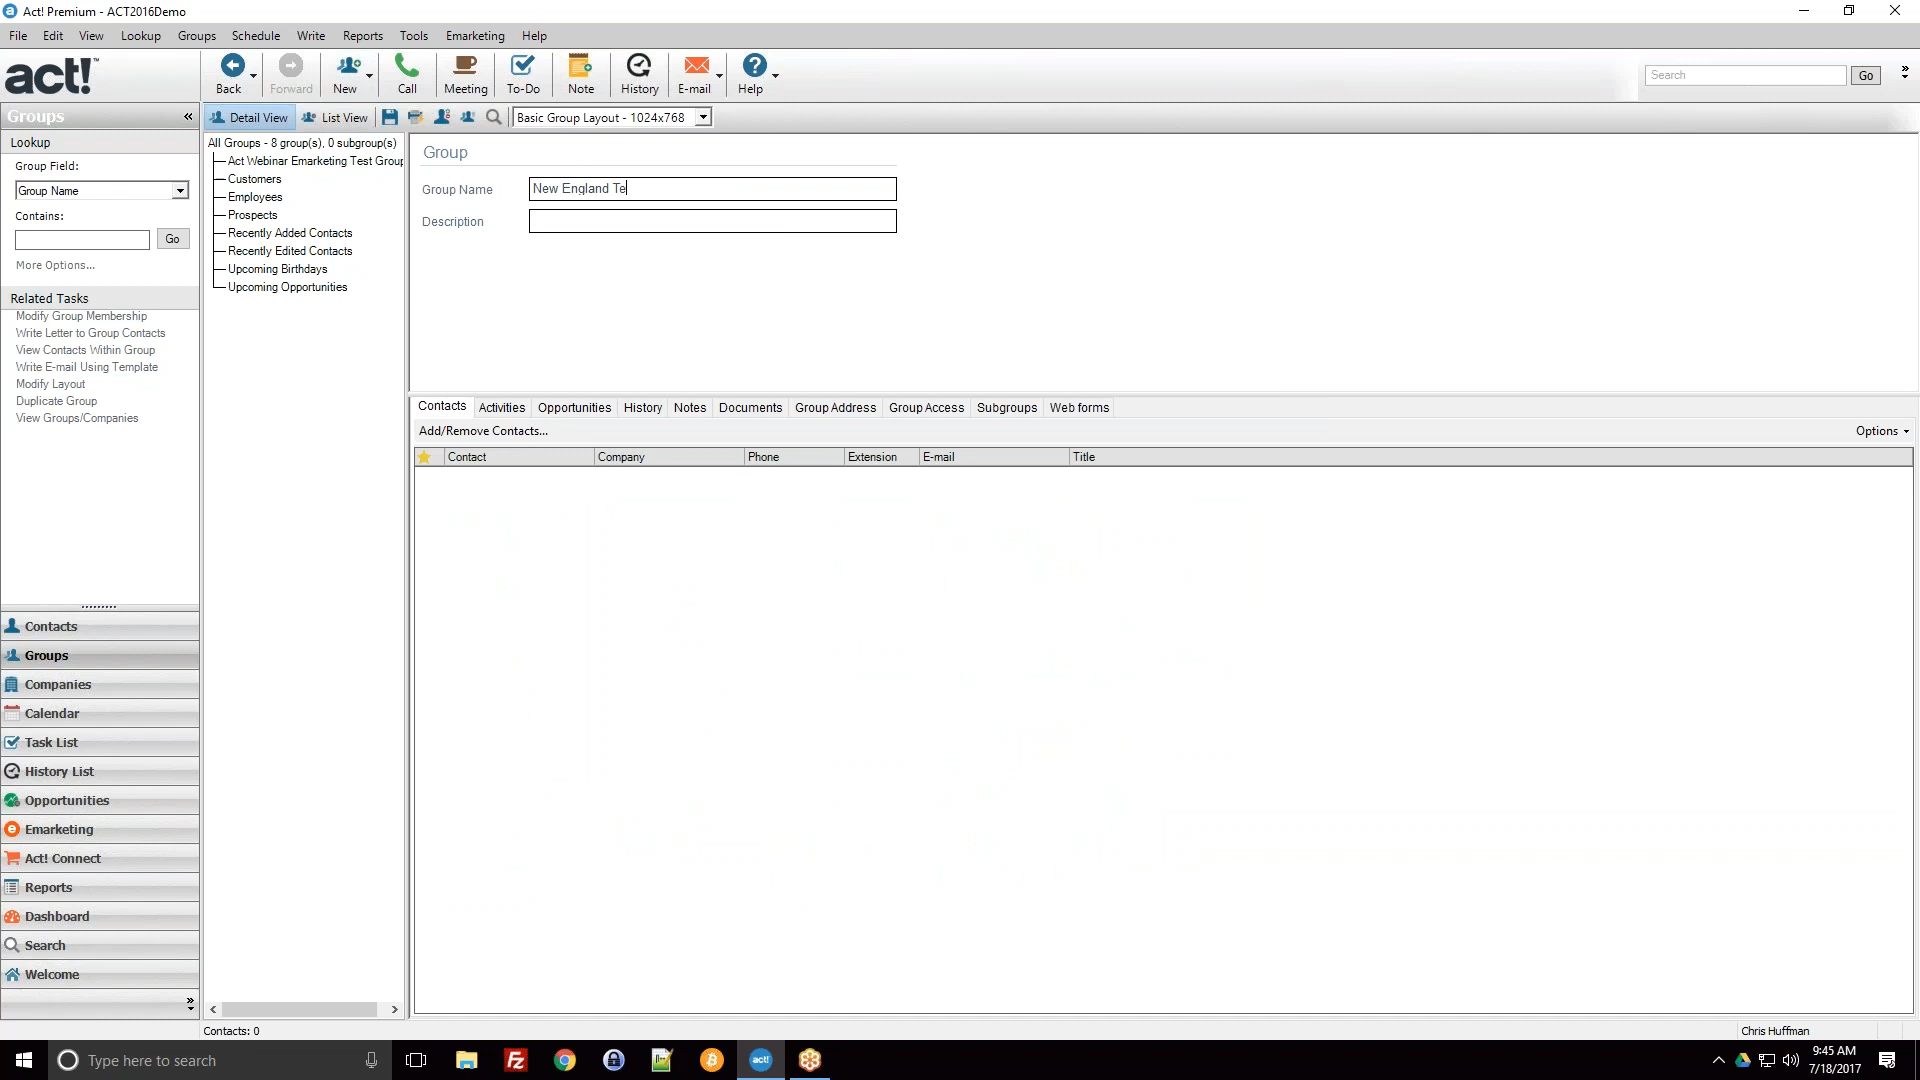 Act! Premium - ACT2016Demo
File Edit View Lookup Groups Schedule Write Reports Tools Emarketing Help
act!™
Back Forward New Call Meeting To-Do Note History E-mail Help
Search Go
Groups «
Detail View List View Basic Group Layout - 1024x768
Lookup
Group Field:
Group Name
Contains:
Go
More Options...
Related Tasks
Modify Group Membership
Write Letter to Group Contacts
View Contacts Within Group
Write E-mail Using Template
Modify Layout
Duplicate Group
View Groups/Companies
Contacts
Groups
Companies
Calendar
Task List
History List
Opportunities
Emarketing
Act! Connect
Reports
Dashboard
Search
Welcome
All Groups - 8 group(s), 0 subgroup(s)
Act Webinar Emarketing Test Group
Customers
Employees
Prospects
Recently Added Contacts
Recently Edited Contacts
Upcoming Birthdays
Upcoming Opportunities
Group
Group Name New England Te
Description
Contacts Activities Opportunities History Notes Documents Group Address Group Access Subgroups Web forms
Add/Remove Contacts... Options
Contact Company Phone Extension E-mail Title
Contacts: 0
Chris Huffman
Type here to search
act!
9:45 AM
7/18/2017